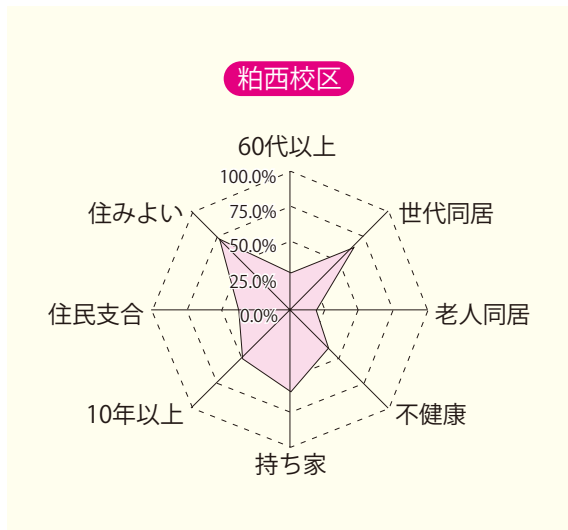 粕西校区
60代以上
100.0%
75.0%
50.0%
25.0%
0.0%
世代同居
老人同居
不健康
持ち家
10年以上
住民支合
住みよい